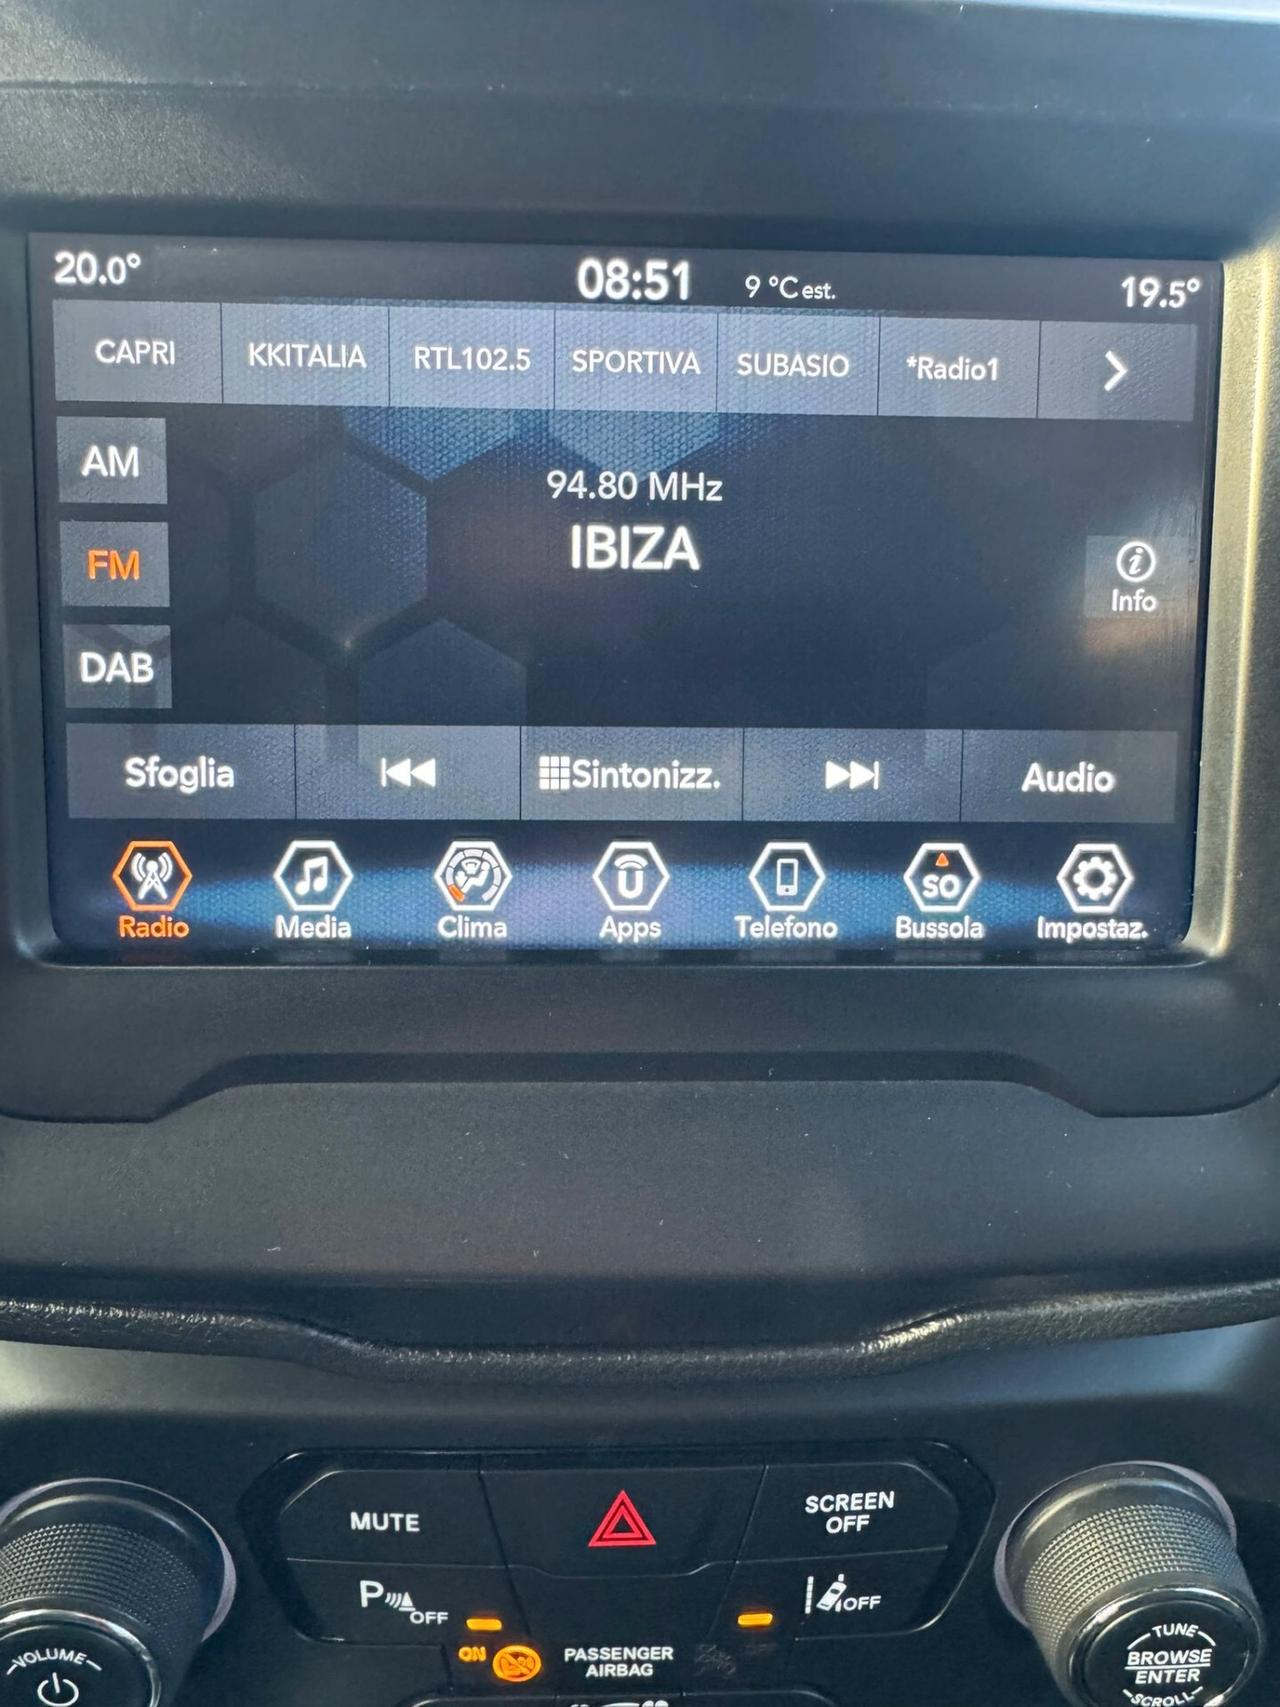 20.0° 08:51 9 °C est. 19.5°
CAPRI KKITALIA RTL102.5 SPORTIVA SUBASIO *Radio1
AM
94.80 MHz
IBIZA
FM
Info
DAB
Sfoglia Sintonizz. Audio
SO
Radio Media Clima Apps Telefono Bussola Impostaz.
MUTE
SCREEN
OFF
P OFF
OFF
ON
PASSENGER
AIRBAG
VOLUME
TUNE
BROWSE
ENTER
SCROLL